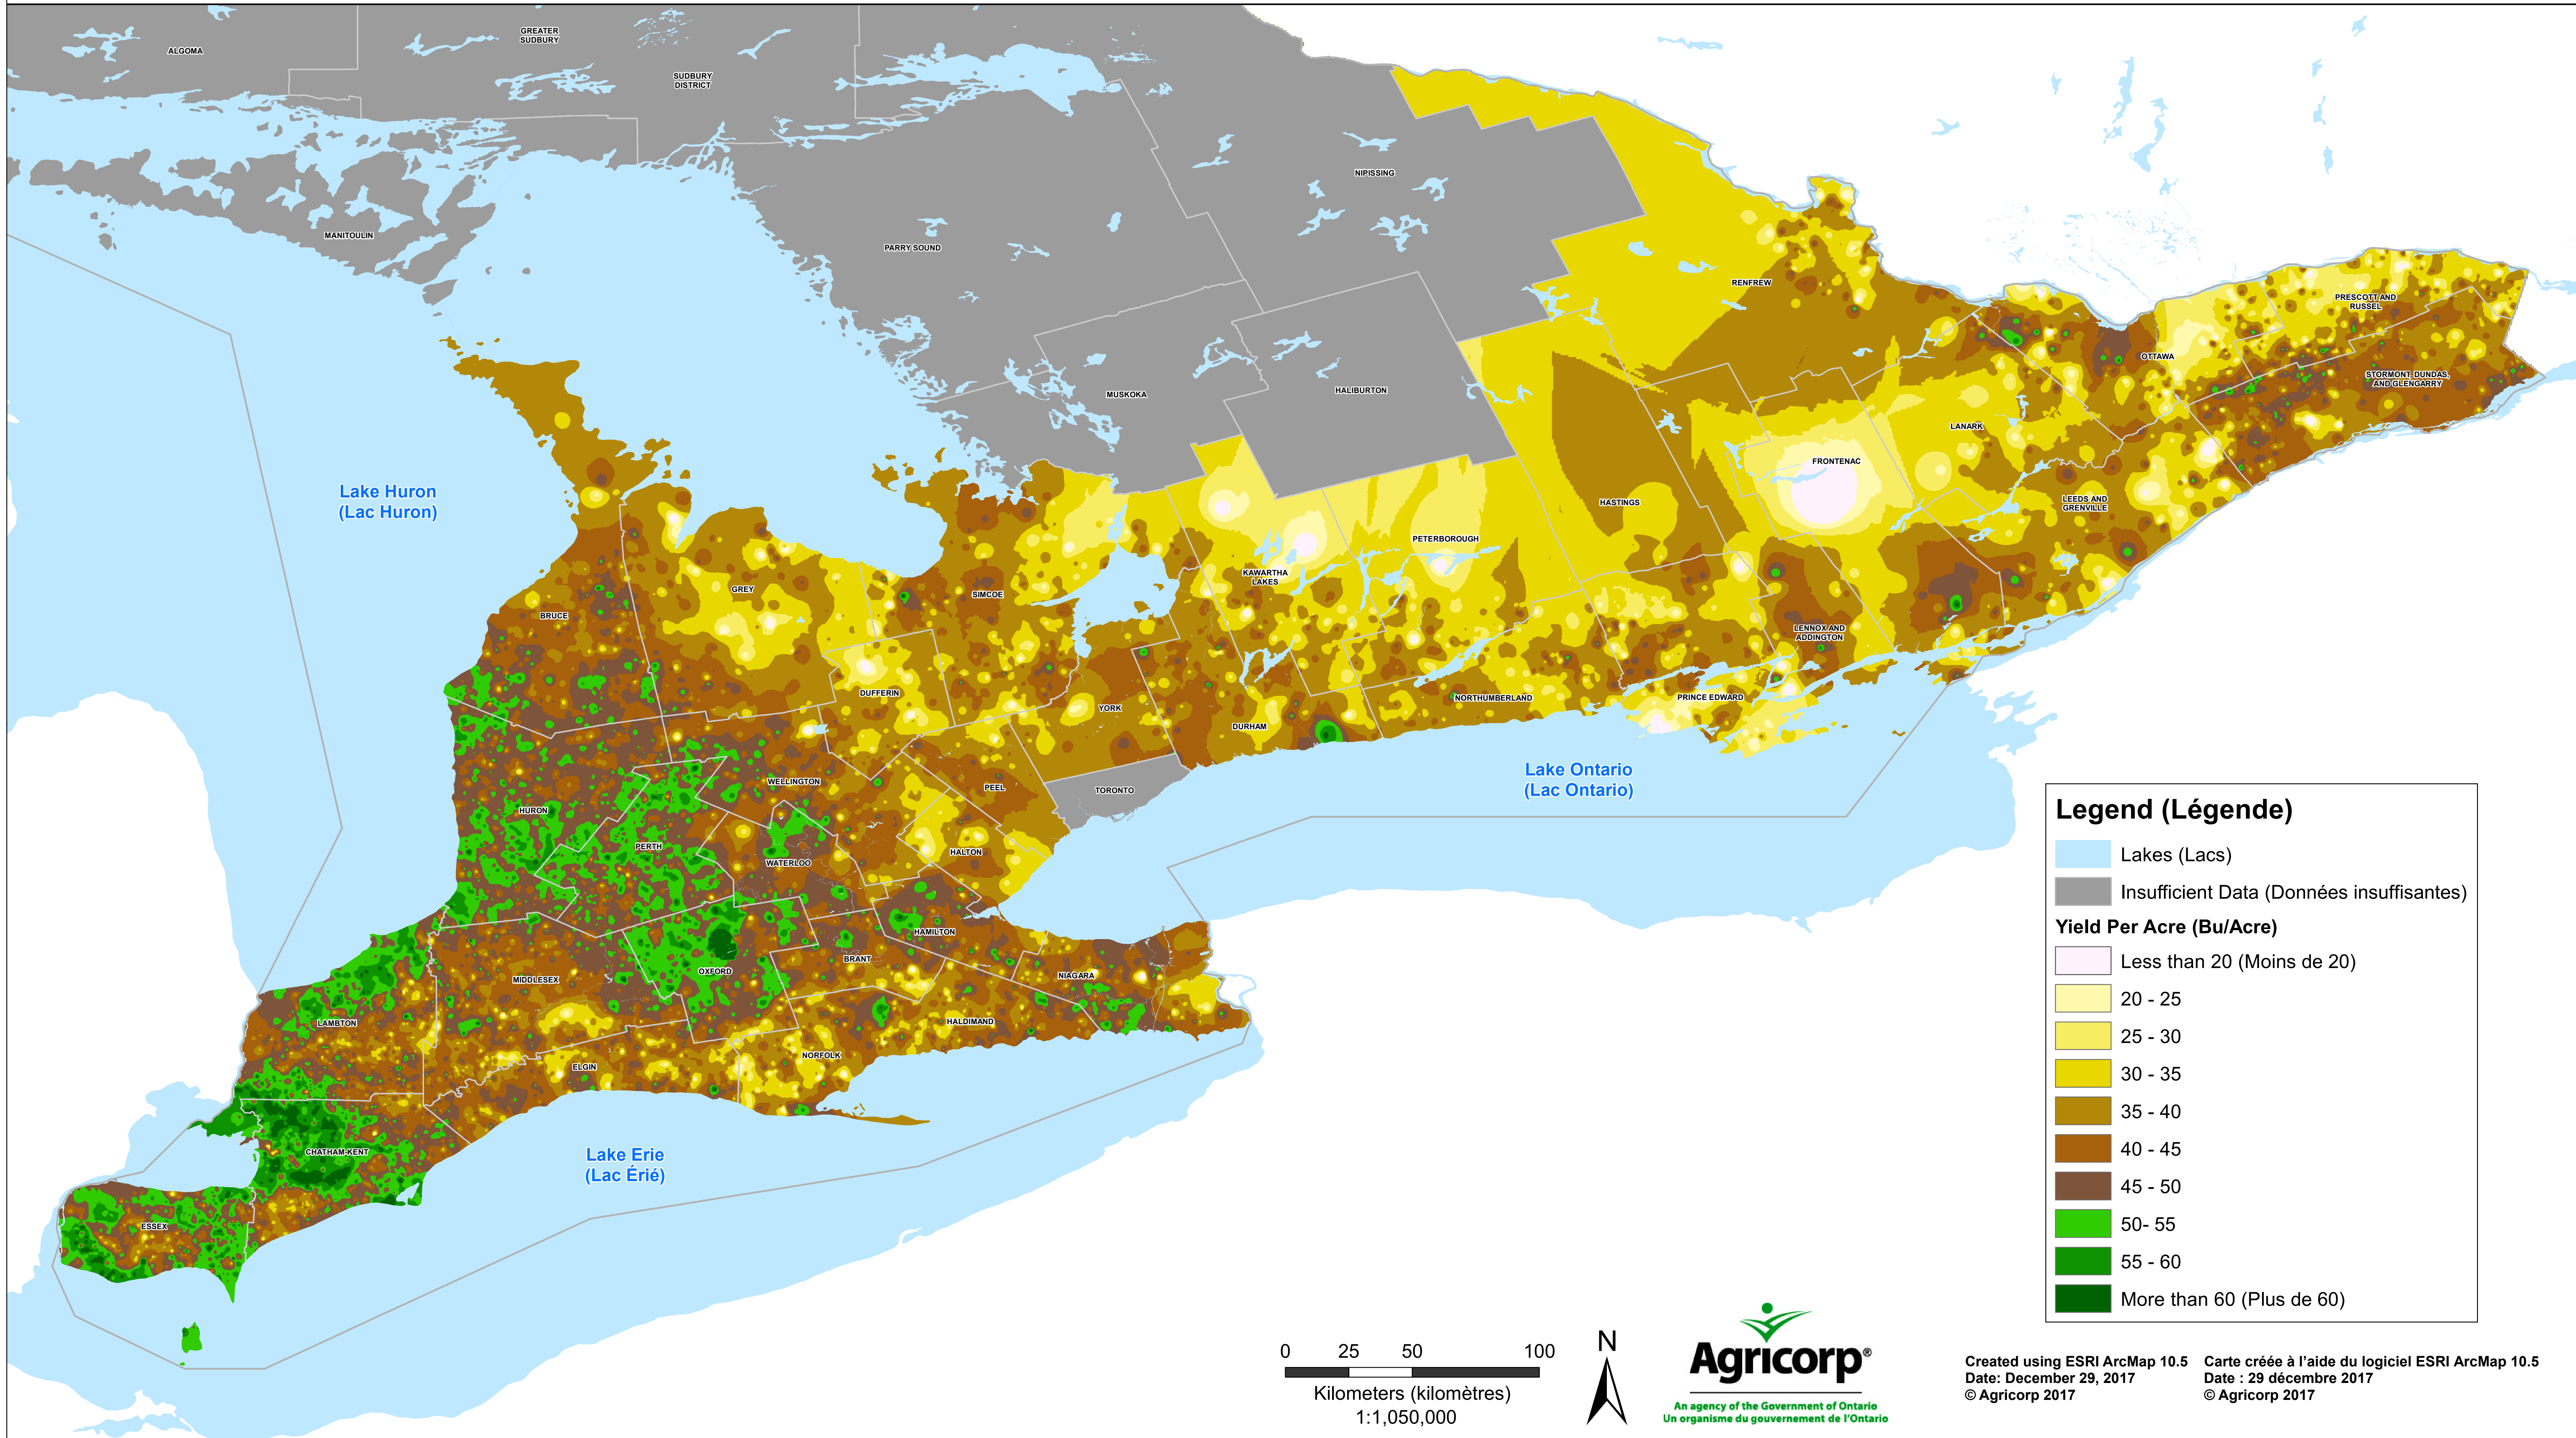 ALGOMA
GREATER
SUDBURY
SUDBURY
DISTRICT
NIPISSING
MANITOULIN
PARRY SOUND
RENFREW
PRESCOTT AND
RUSSEL
OTTAWA
STORMONT, DUNDAS,
AND GLENGARRY
MUSKOKA
HALIBURTON
LANARK
FRONTENAC
Lake Huron
(Lac Huron)
HASTINGS
LEEDS AND
GRENVILLE
PETERBOROUGH
KAWARTHA
LAKES
GREY
SIMCOE
BRUCE
LENNOX AND
ADDINGTON
DUFFERIN
NORTHUMBERLAND
PRINCE EDWARD
YORK
DURHAM
Lake Ontario
(Lac Ontario)
WELLINGTON
PEEL
TORONTO
HURON
PERTH
HALTON
WATERLOO
HAMILTON
BRANT
OXFORD
NIAGARA
MIDDLESEX
LAMBTON
HALDIMAND
NORFOLK
ELGIN
CHATHAM-KENT
Lake Erie
(Lac Érié)
ESSEX
Legend (Légende)
Lakes (Lacs)
Insufficient Data (Données insuffisantes)
Yield Per Acre (Bu/Acre)
Less than 20 (Moins de 20)
20 - 25
25 - 30
30 - 35
35 - 40
40 - 45
45 - 50
50- 55
55 - 60
More than 60 (Plus de 60)
0 25 50 100
Kilometers (kilomètres)
1:1,050,000
N
Agricorp®
An agency of the Government of Ontario
Un organisme du gouvernement de l'Ontario
Created using ESRI ArcMap 10.5
Date: December 29, 2017
© Agricorp 2017
Carte créée à l'aide du logiciel ESRI ArcMap 10.5
Date : 29 décembre 2017
© Agricorp 2017